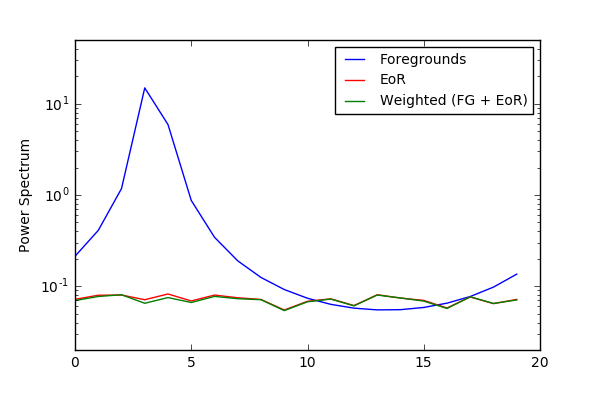 Foregrounds
EoR
Weighted (FG + EoR)
Power Spectrum
10^1
10^0
10^-1
0 5 10 15 20